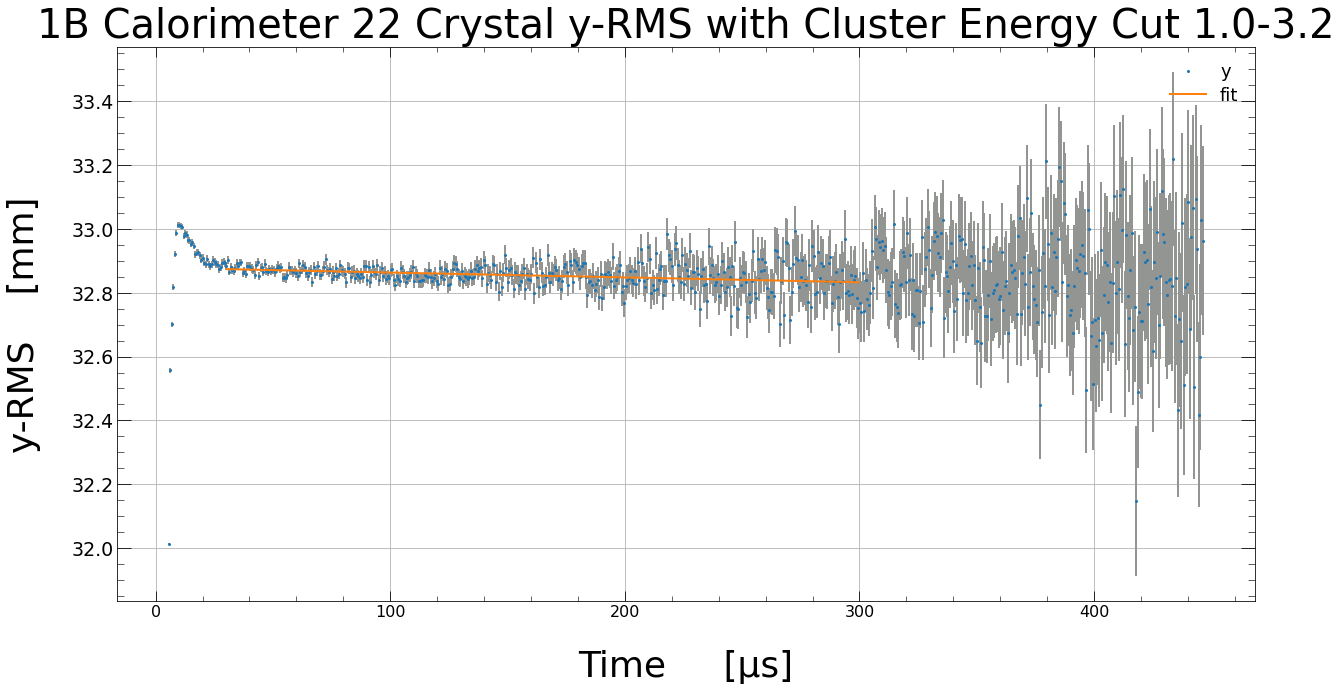 1B Calorimeter 22 Crystal y-RMS with Cluster Energy Cut 1.0-3.2
y
fit
33.4
33.2
33.0
32.8
32.6
32.4
32.2
32.0
y-RMS [mm]
0 100 200 300 400
Time [μs]